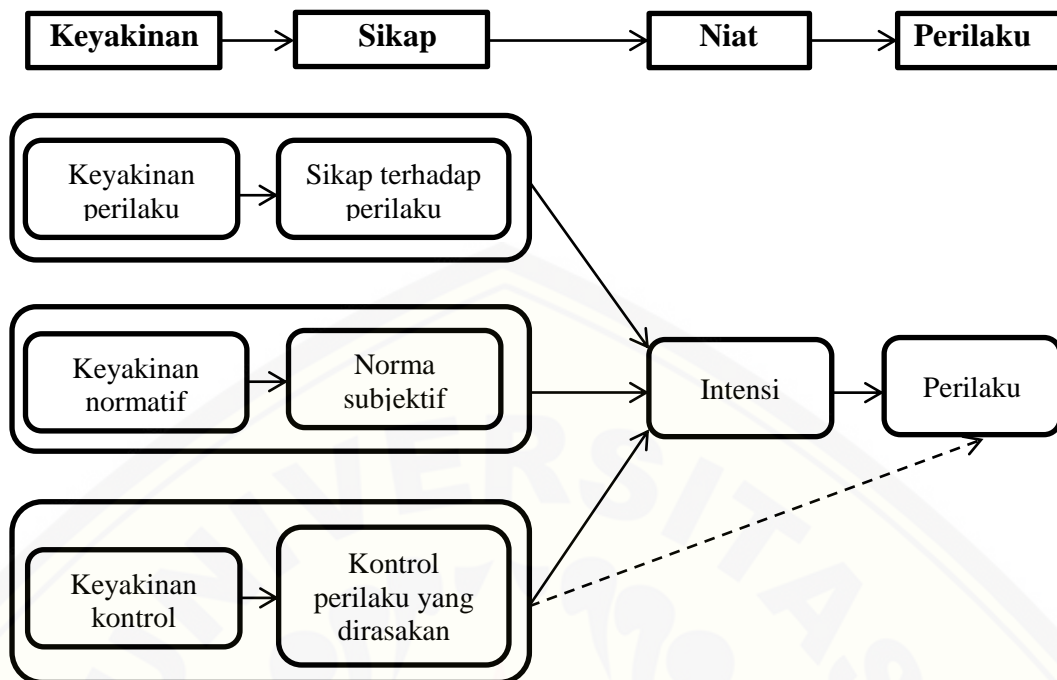 Keyakinan
Sikap
Niat
Perilaku
Keyakinan
perilaku
Sikap terhadap
perilaku
Keyakinan
normatif
Norma
subjektif
Intensi
Perilaku
Keyakinan
kontrol
Kontrol
perilaku yang
dirasakan
UNIVERSITAS